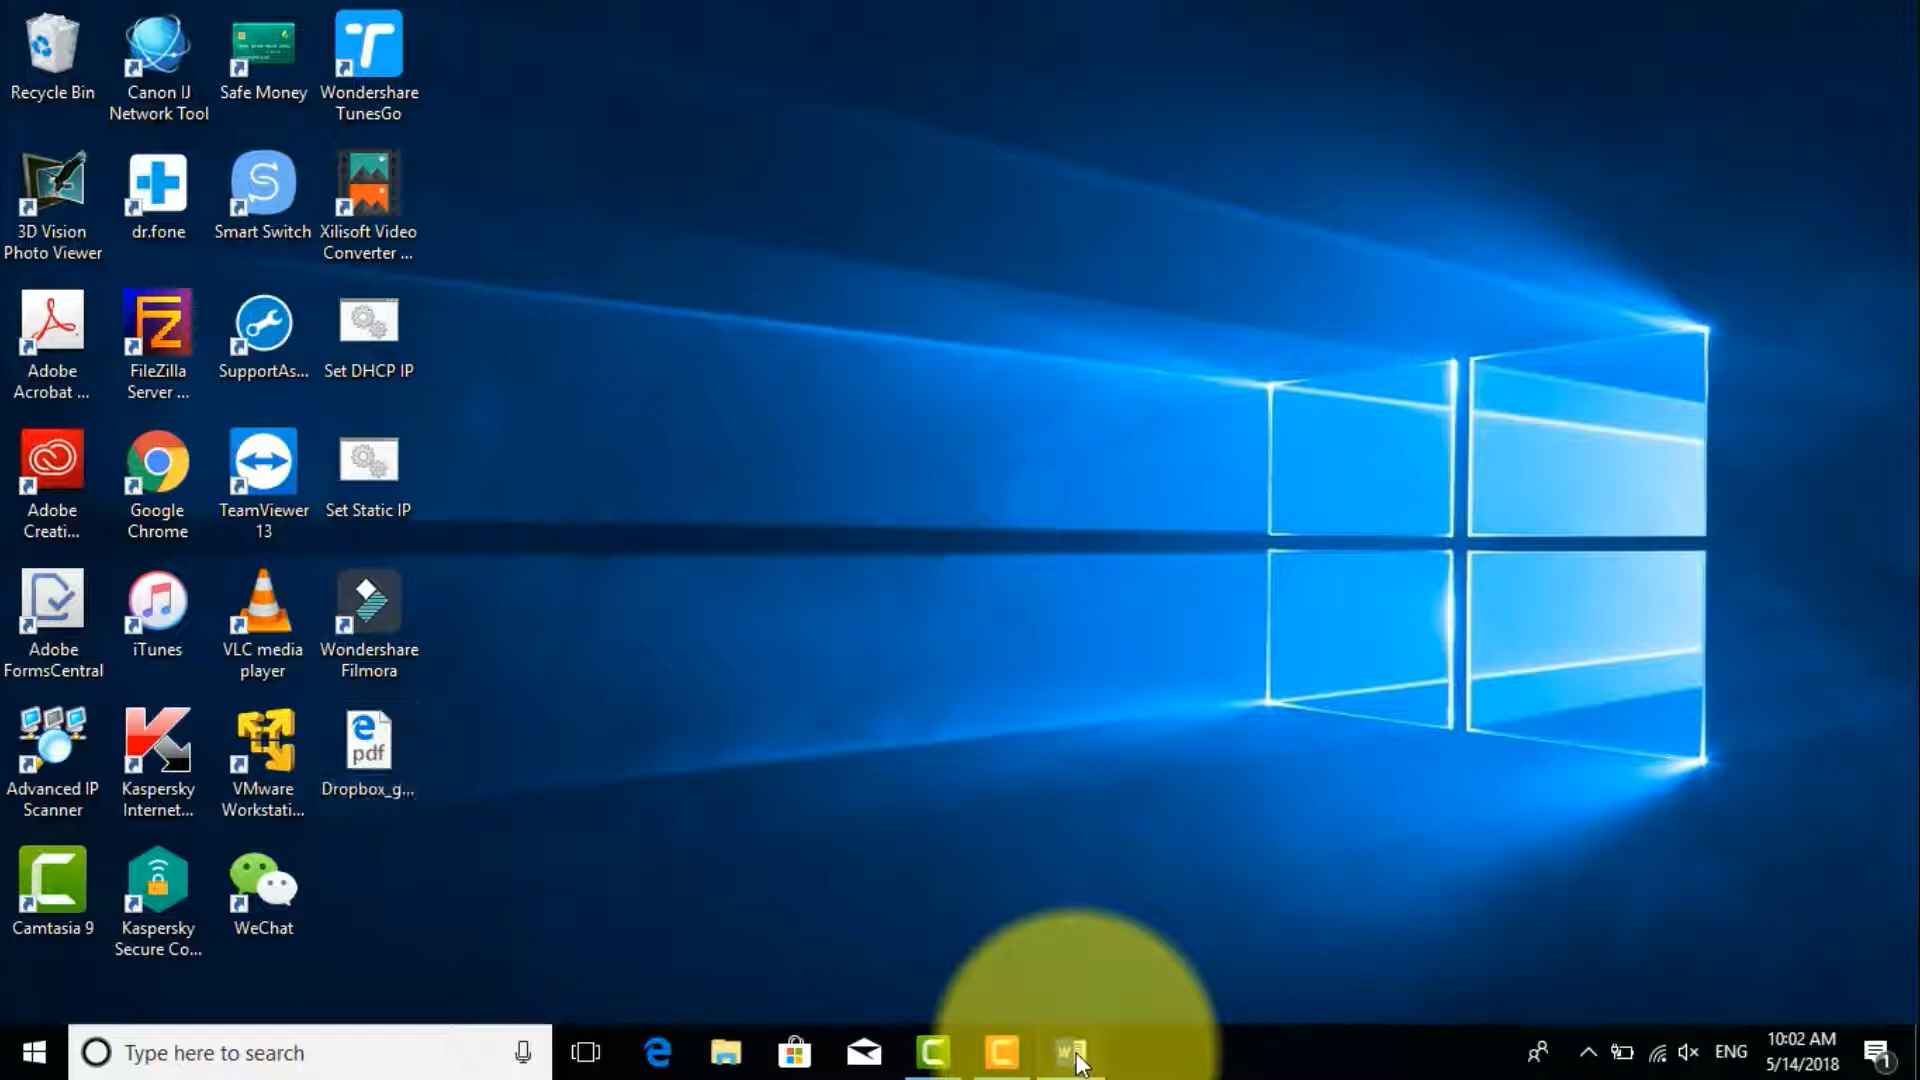 Recycle Bin
Canon IJ
Network Tool
Safe Money
Wondershare
TunesGo
3D Vision
Photo Viewer
dr.fone
Smart Switch
Xilisoft Video
Converter ...
Adobe
Acrobat ...
FileZilla
Server ...
SupportAs...
Set DHCP IP
Adobe
Creati...
Google
Chrome
TeamViewer
13
Set Static IP
Adobe
FormsCentral
iTunes
VLC media
player
Wondershare
Filmora
Advanced IP
Scanner
Kaspersky
Internet...
VMware
Workstati...
pdf
Dropbox_g...
Camtasia 9
Kaspersky
Secure Co...
WeChat
Type here to search
ENG
10:02 AM
5/14/2018
1